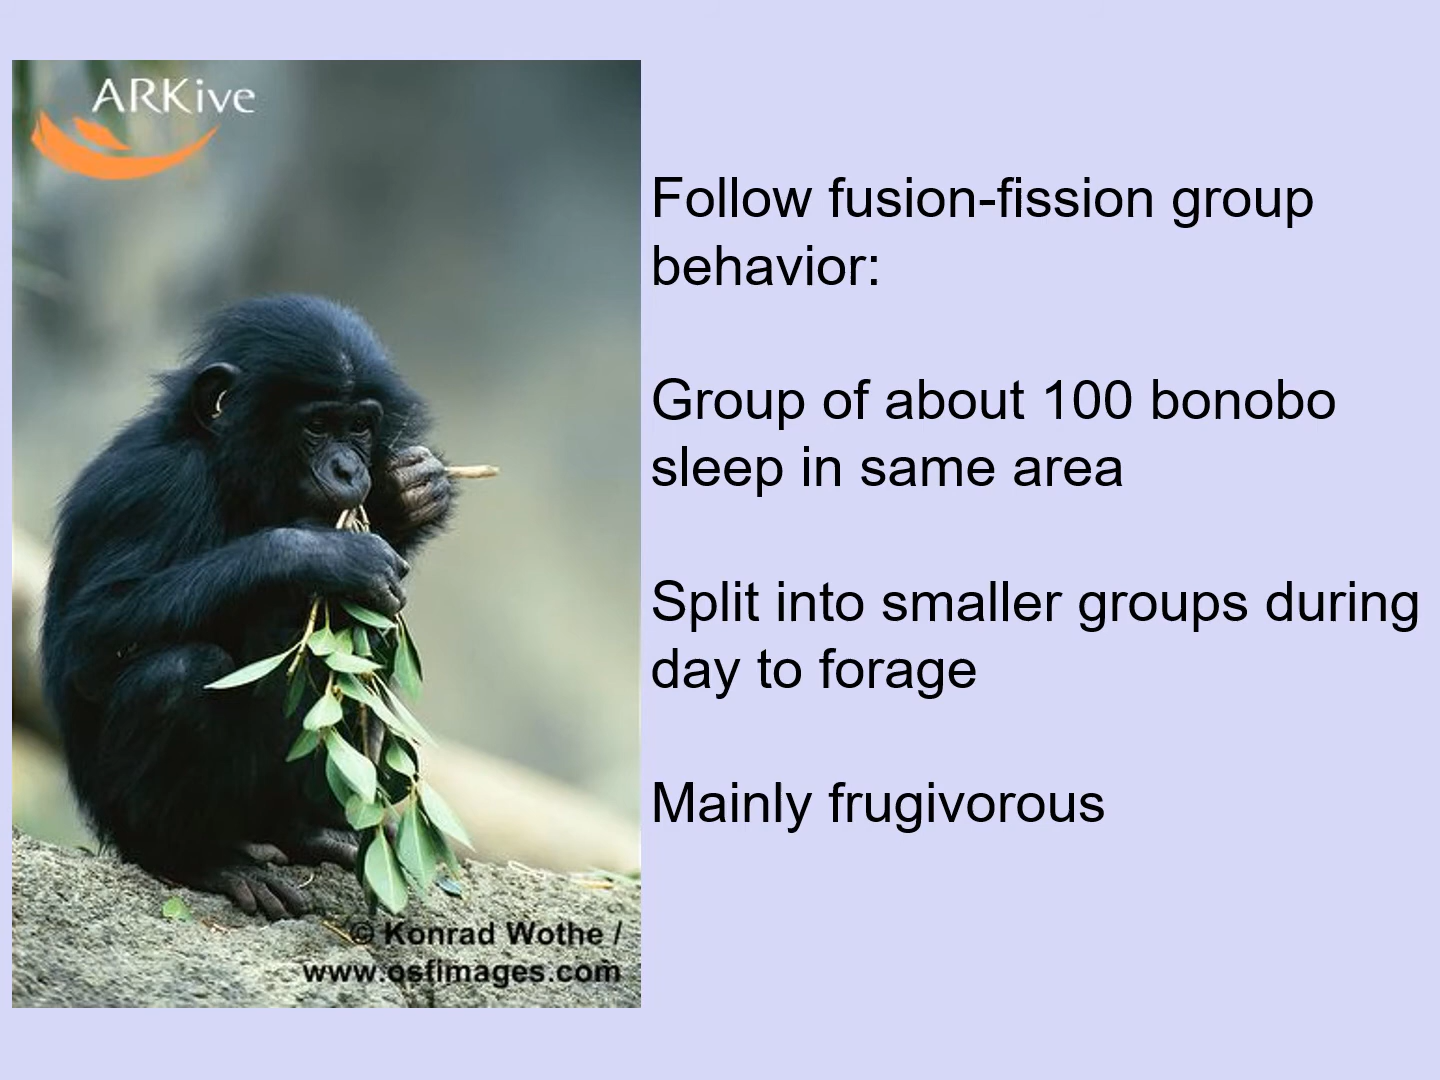 ARKive
Follow fusion-fission group
behavior:
Group of about 100 bonobo
sleep in same area
Split into smaller groups during
day to forage
Mainly frugivorous
© Konrad Wothe /
www.osfimages.com